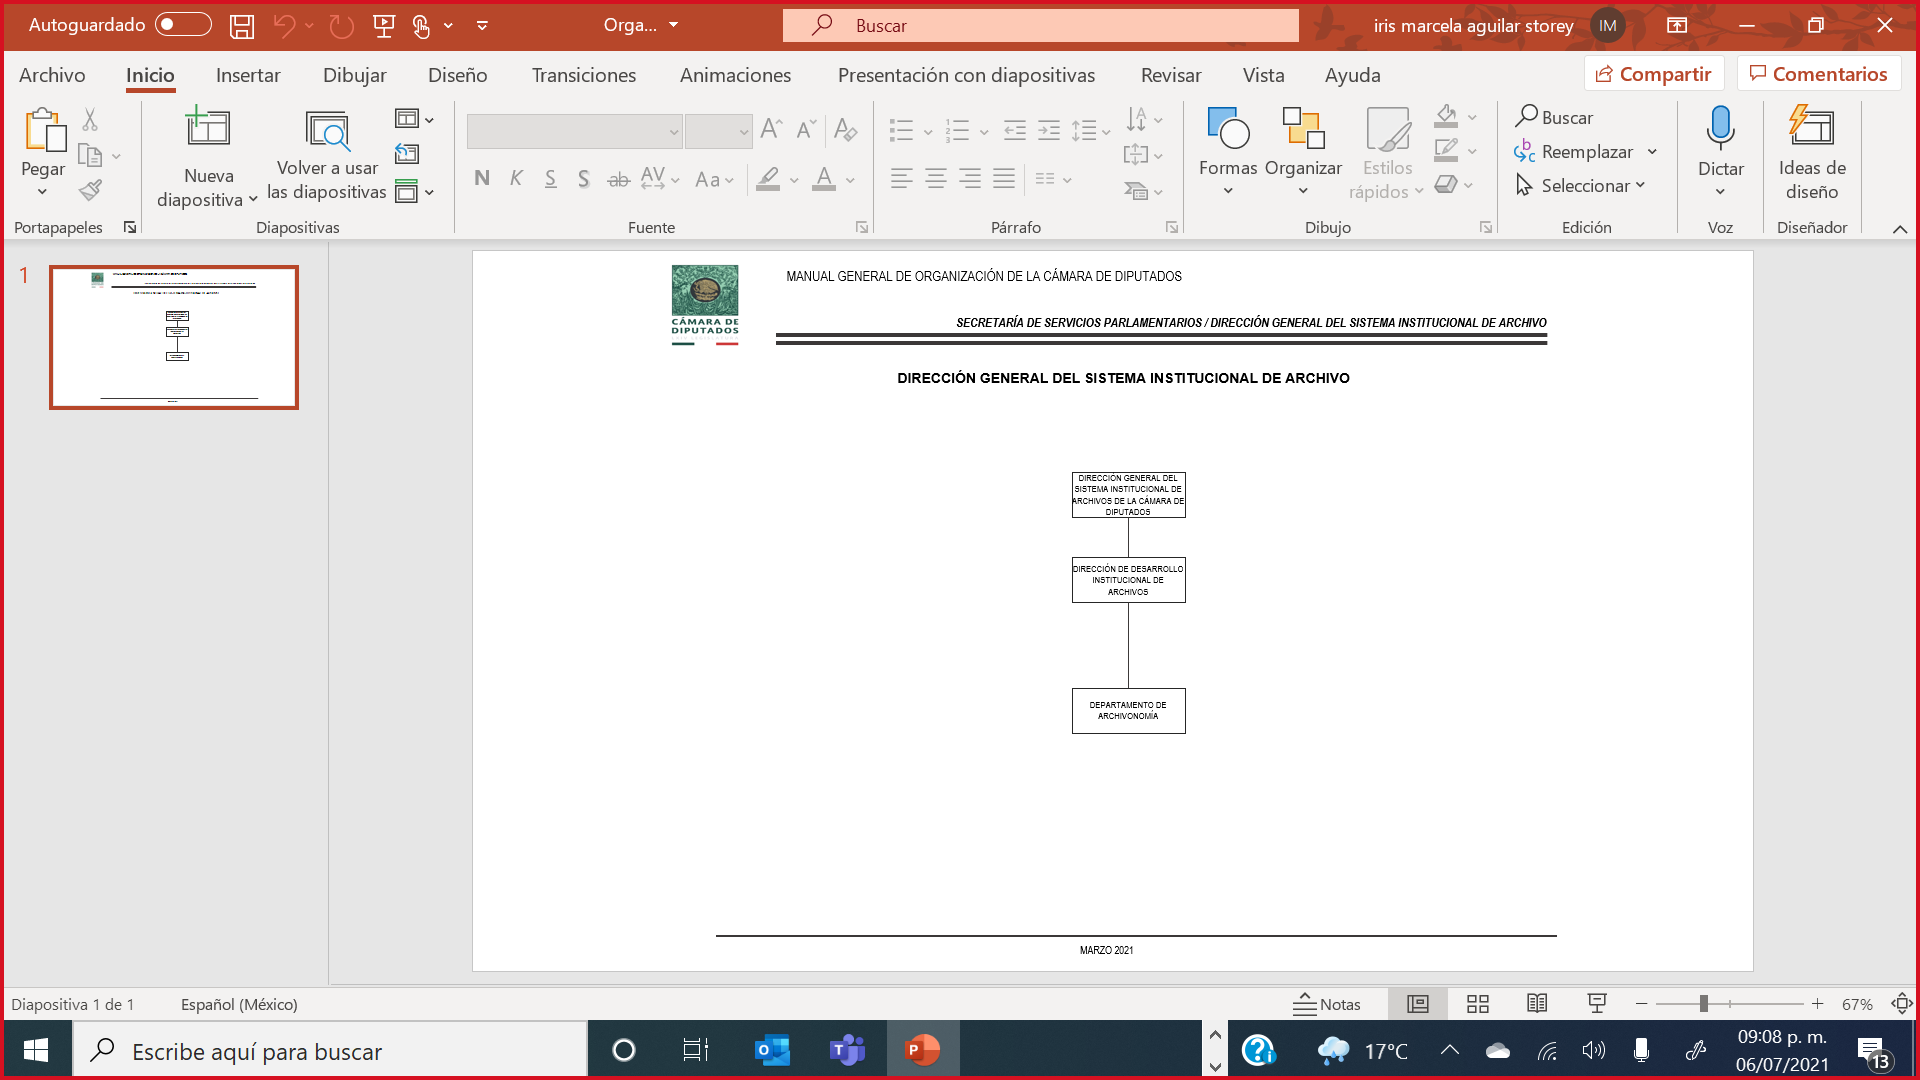 Autoguardado
Orga...
Buscar
iris marcela aguilar storey
IM
Archivo
Inicio
Insertar
Dibujar
Diseño
Transiciones
Animaciones
Presentación con diapositivas
Revisar
Vista
Ayuda
Compartir
Comentarios
Pegar
Nueva
diapositiva
Volver a usar
las diapositivas
N K S S ab AV Aa A
Formas
Organizar
Estilos
rápidos
Buscar
Reemplazar
Seleccionar
Dictar
Ideas de
diseño
Portapapeles
Diapositivas
Fuente
Párrafo
Dibujo
Edición
Voz
Diseñador
1
CÁMARA DE
DIPUTADOS
MANUAL GENERAL DE ORGANIZACIÓN DE LA CÁMARA DE DIPUTADOS
SECRETARÍA DE SERVICIOS PARLAMENTARIOS / DIRECCIÓN GENERAL DEL SISTEMA INSTITUCIONAL DE ARCHIVO
DIRECCIÓN GENERAL DEL SISTEMA INSTITUCIONAL DE ARCHIVO
DIRECCIÓN GENERAL DEL
SISTEMA INSTITUCIONAL DE
ARCHIVOS DE LA CÁMARA DE
DIPUTADOS
DIRECCIÓN DE DESARROLLO
INSTITUCIONAL DE
ARCHIVOS
DEPARTAMENTO DE
ARCHIVONOMÍA
MARZO 2021
Diapositiva 1 de 1
Español (México)
Notas
67%
Escribe aquí para buscar
17°C
09:08 p. m.
06/07/2021
13